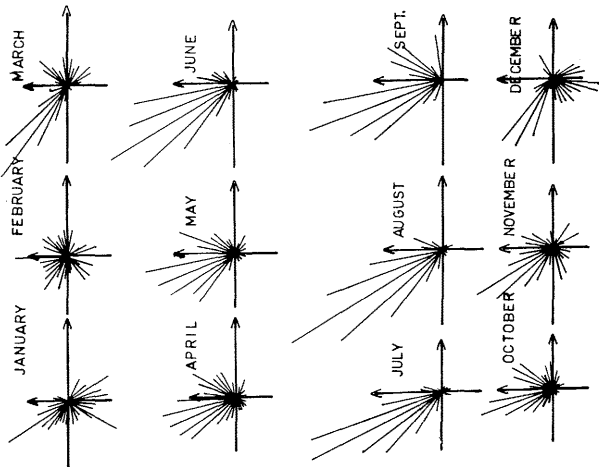 JANUARY
FEBRUARY
MARCH
APRIL
MAY
JUNE
JULY
AUGUST
SEPT.
OCTOBER
NOVEMBER
DECEMBER